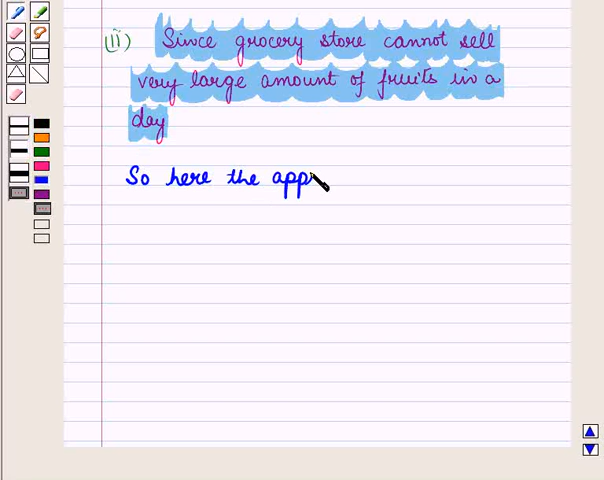 (ii) Since grocery store cannot sell
very large amount of fruits in a
day
So here the app